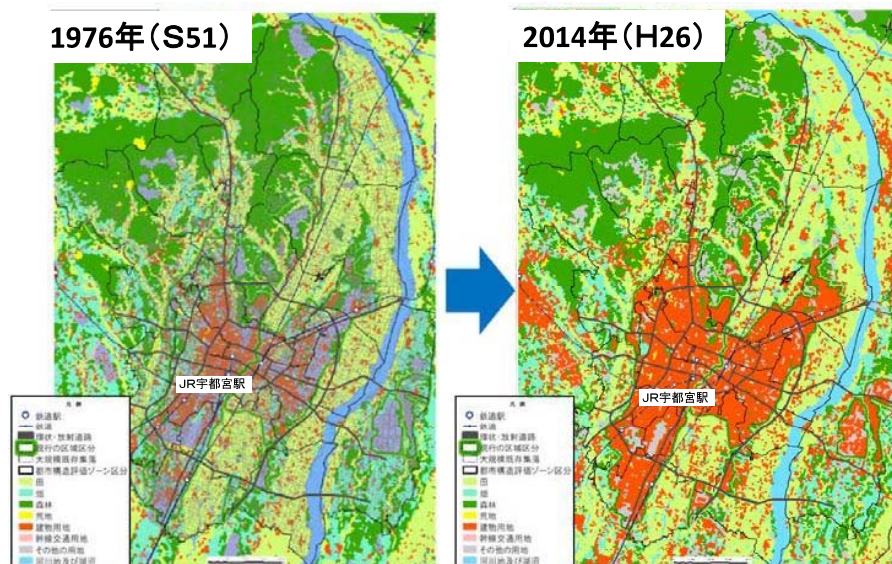 1976年（S51）
2014年（H26）
JR宇都宮駅
JR宇都宮駅
凡例
鉄道駅
鉄道
環状・放射道路
現行の区域区分
大規模既存集落
都市構造評価ゾーン区分
田
畑
森林
荒地
建物用地
幹線交通用地
その他の用地
河川地及び湖沼
凡例
鉄道駅
鉄道
環状・放射道路
現行の区域区分
大規模既存集落
都市構造評価ゾーン区分
田
畑
森林
荒地
建物用地
幹線交通用地
その他の用地
河川地及び湖沼